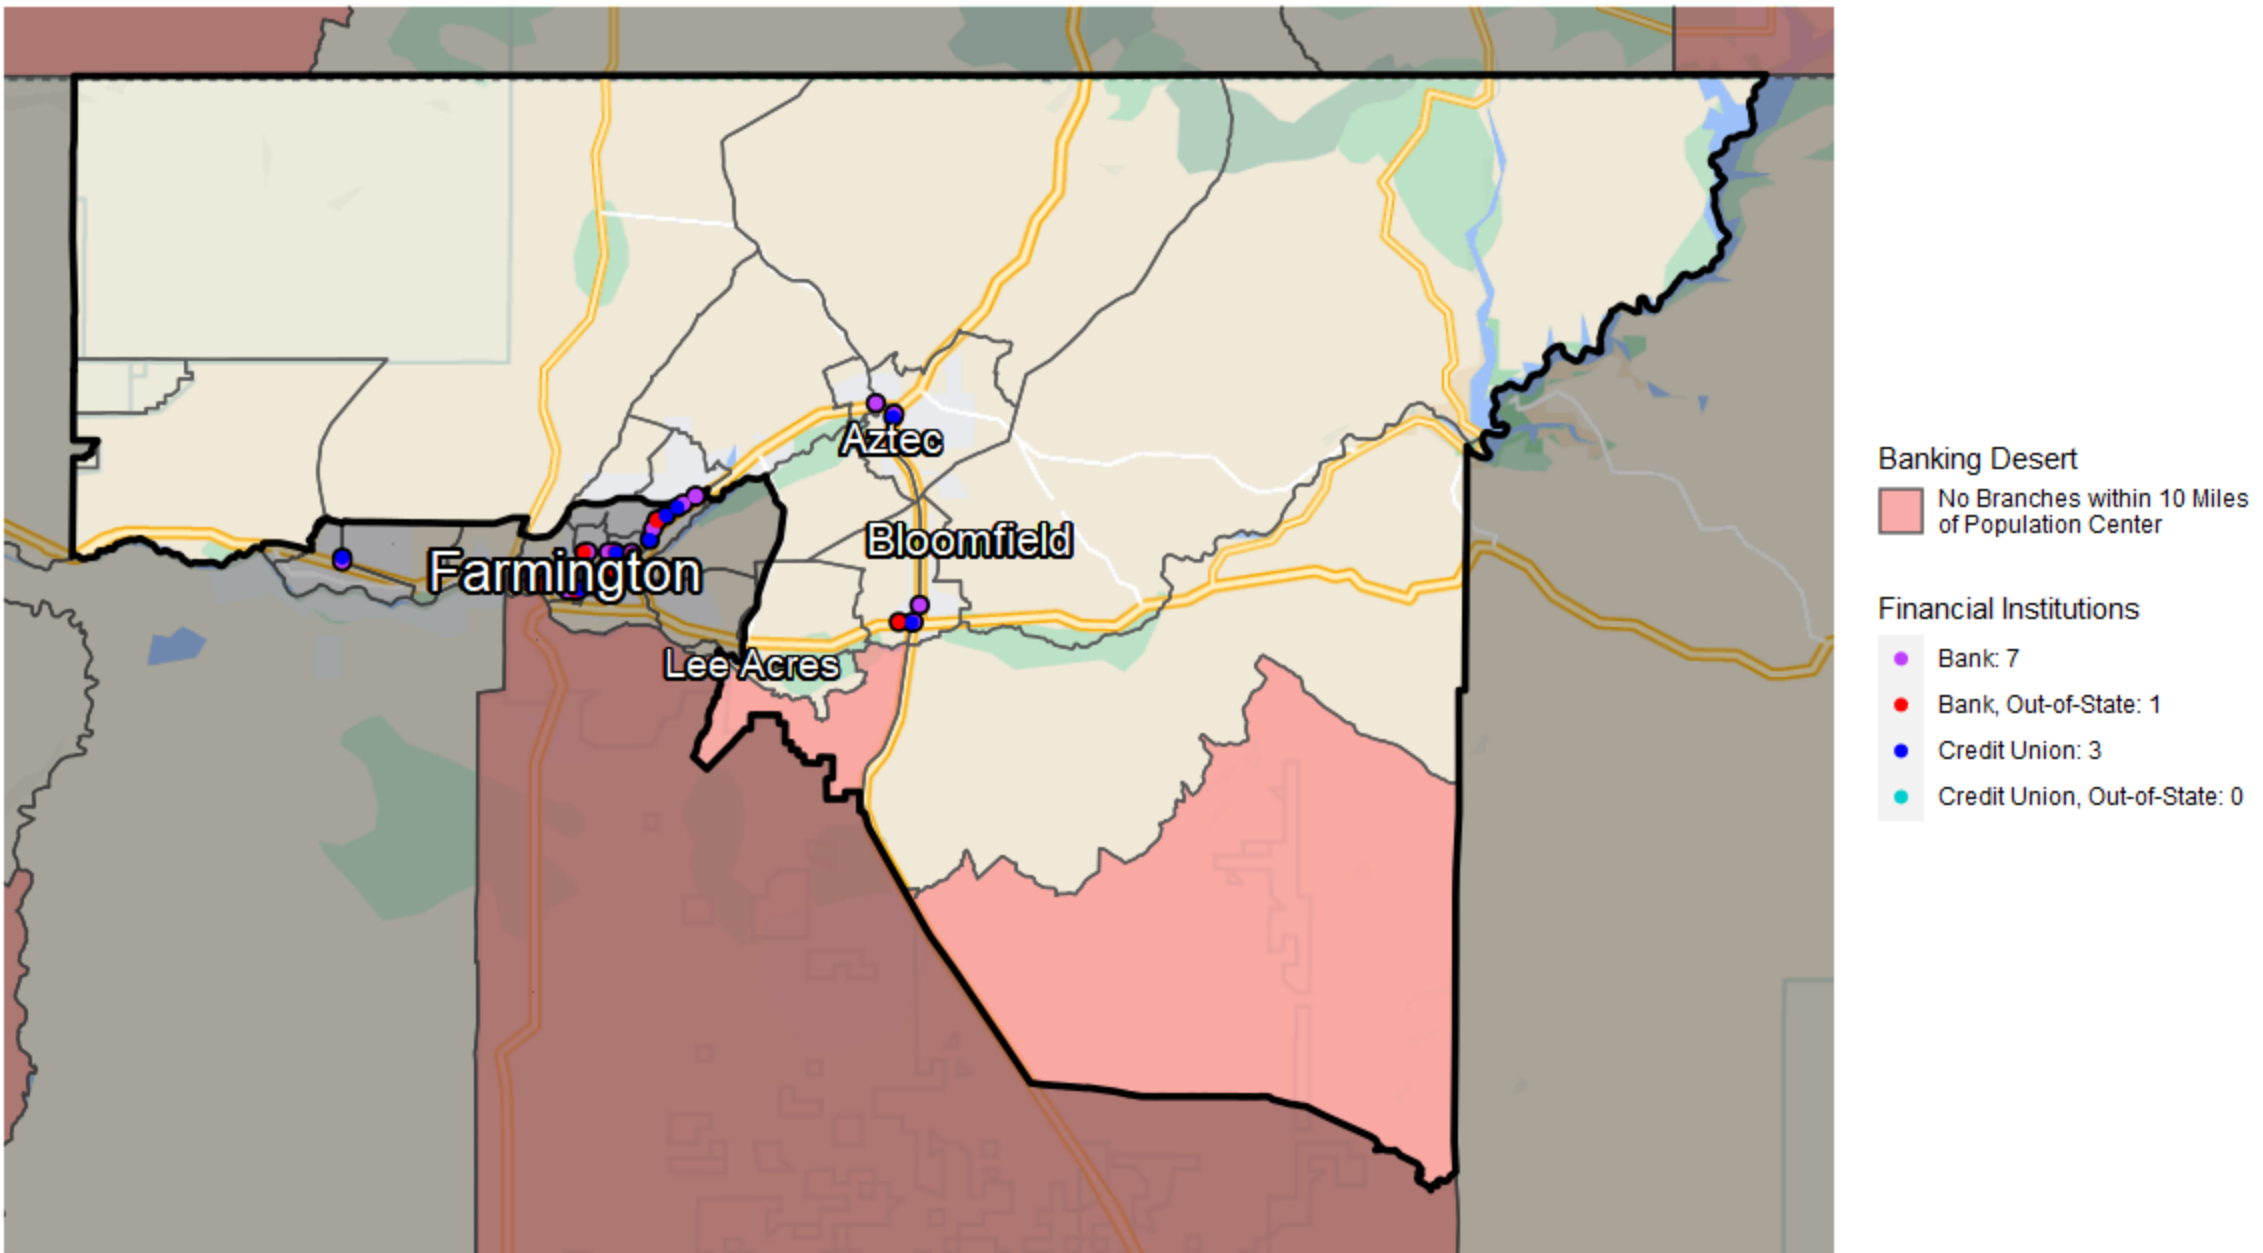 Aztec
Bloomfield
Farmington
Lee Acres
Banking Desert
No Branches within 10 Miles
of Population Center
Financial Institutions
Bank: 7
Bank, Out-of-State: 1
Credit Union: 3
Credit Union, Out-of-State: 0